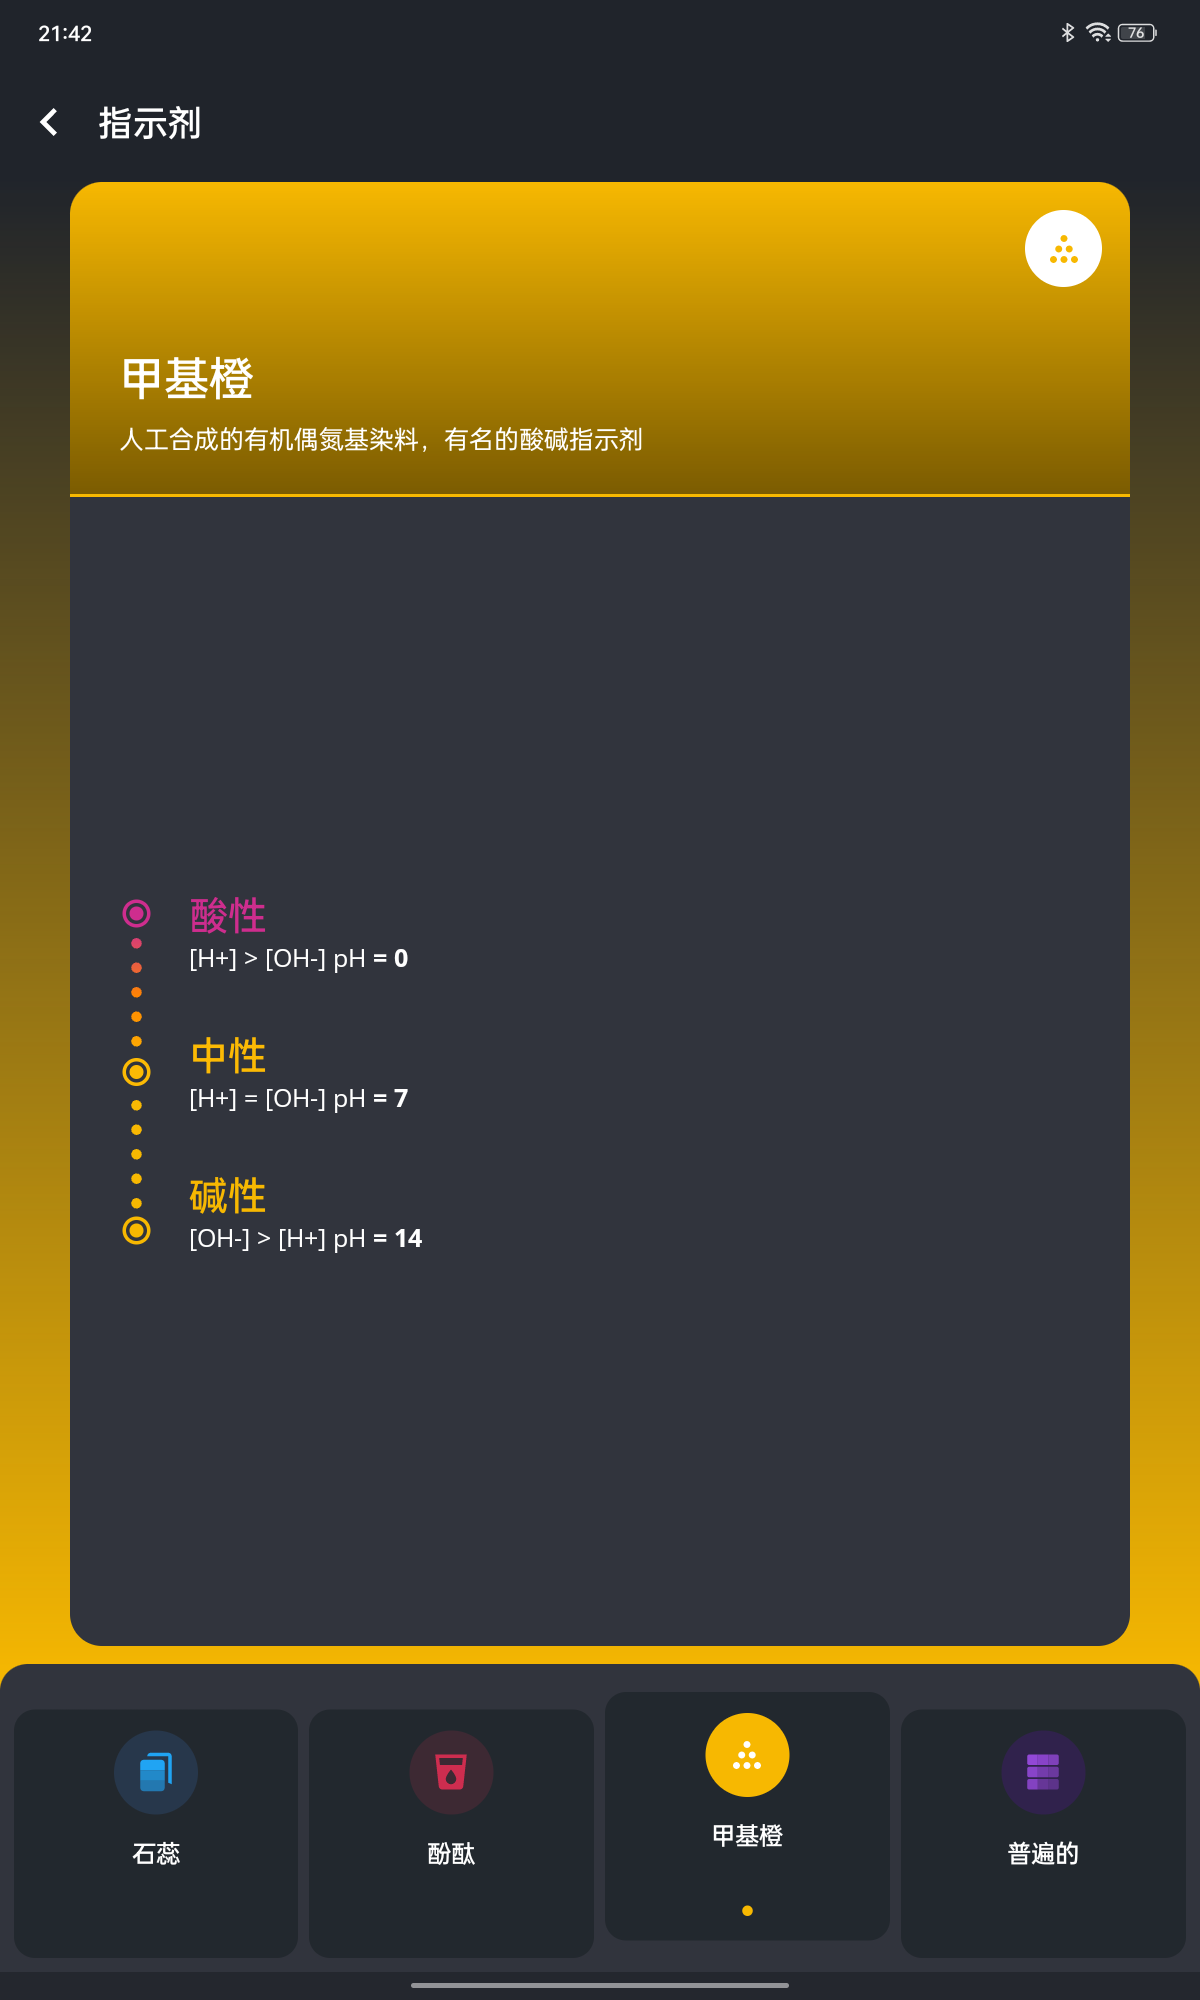 21:42
76
指示剂
甲基橙
人工合成的有机偶氮基染料，有名的酸碱指示剂
酸性
[H+] > [OH-] pH = 0
中性
[H+] = [OH-] pH = 7
碱性
[OH-] > [H+] pH = 14
石蕊
酚酞
甲基橙
普遍的